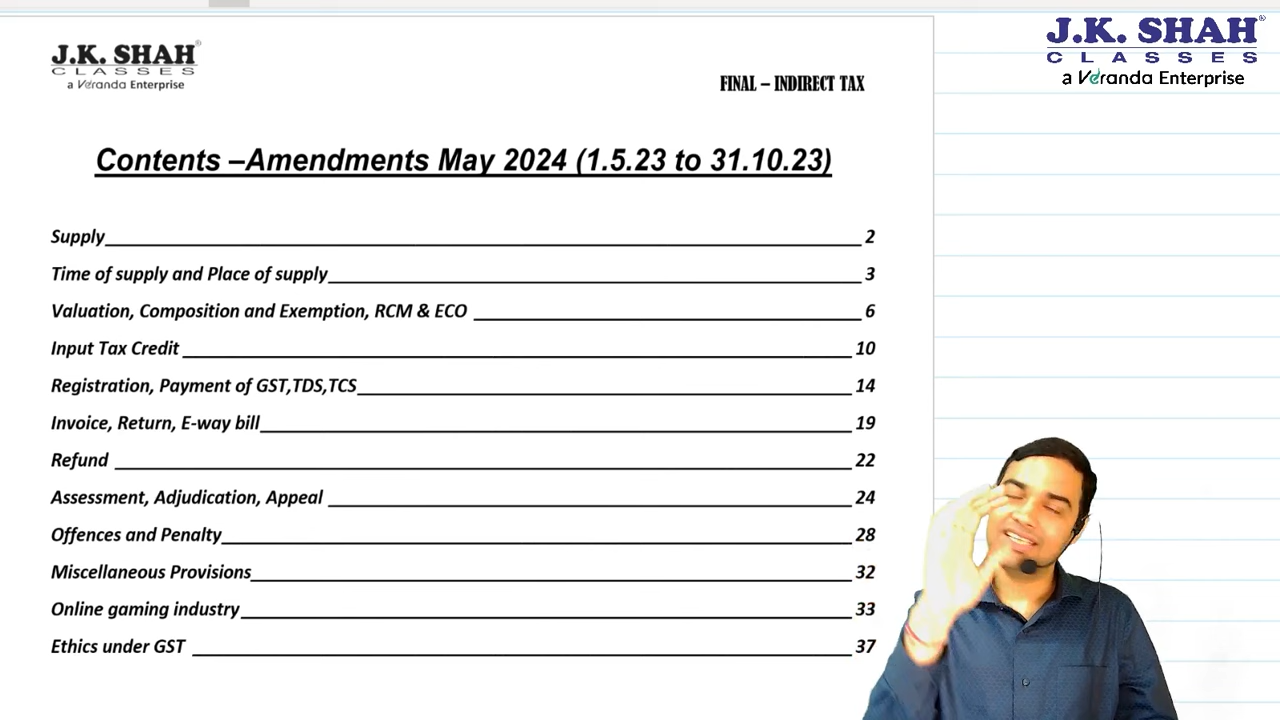 J.K. SHAH®
CLASSES
a Veranda Enterprise
J.K. SHAH®
CLASSES
a Veranda Enterprise
FINAL – INDIRECT TAX
Contents –Amendments May 2024 (1.5.23 to 31.10.23)
Supply 2
Time of supply and Place of supply 3
Valuation, Composition and Exemption, RCM & ECO 6
Input Tax Credit 10
Registration, Payment of GST,TDS,TCS 14
Invoice, Return, E-way bill 19
Refund 22
Assessment, Adjudication, Appeal 24
Offences and Penalty 28
Miscellaneous Provisions 32
Online gaming industry 33
Ethics under GST 37